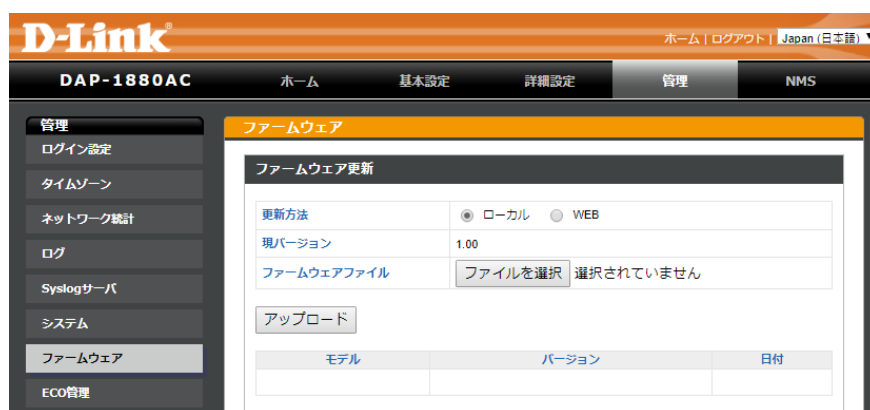 D-Link
ホーム | ログアウト | Japan (日本語)
DAP-1880AC ホーム 基本設定 詳細設定 管理 NMS
管理
ログイン設定
タイムゾーン
ネットワーク統計
ログ
Syslogサーバ
システム
ファームウェア
ECO管理
ファームウェア
ファームウェア更新
更新方法 ローカル WEB
現バージョン 1.00
ファームウェアファイル ファイルを選択 選択されていません
アップロード
モデル バージョン 日付